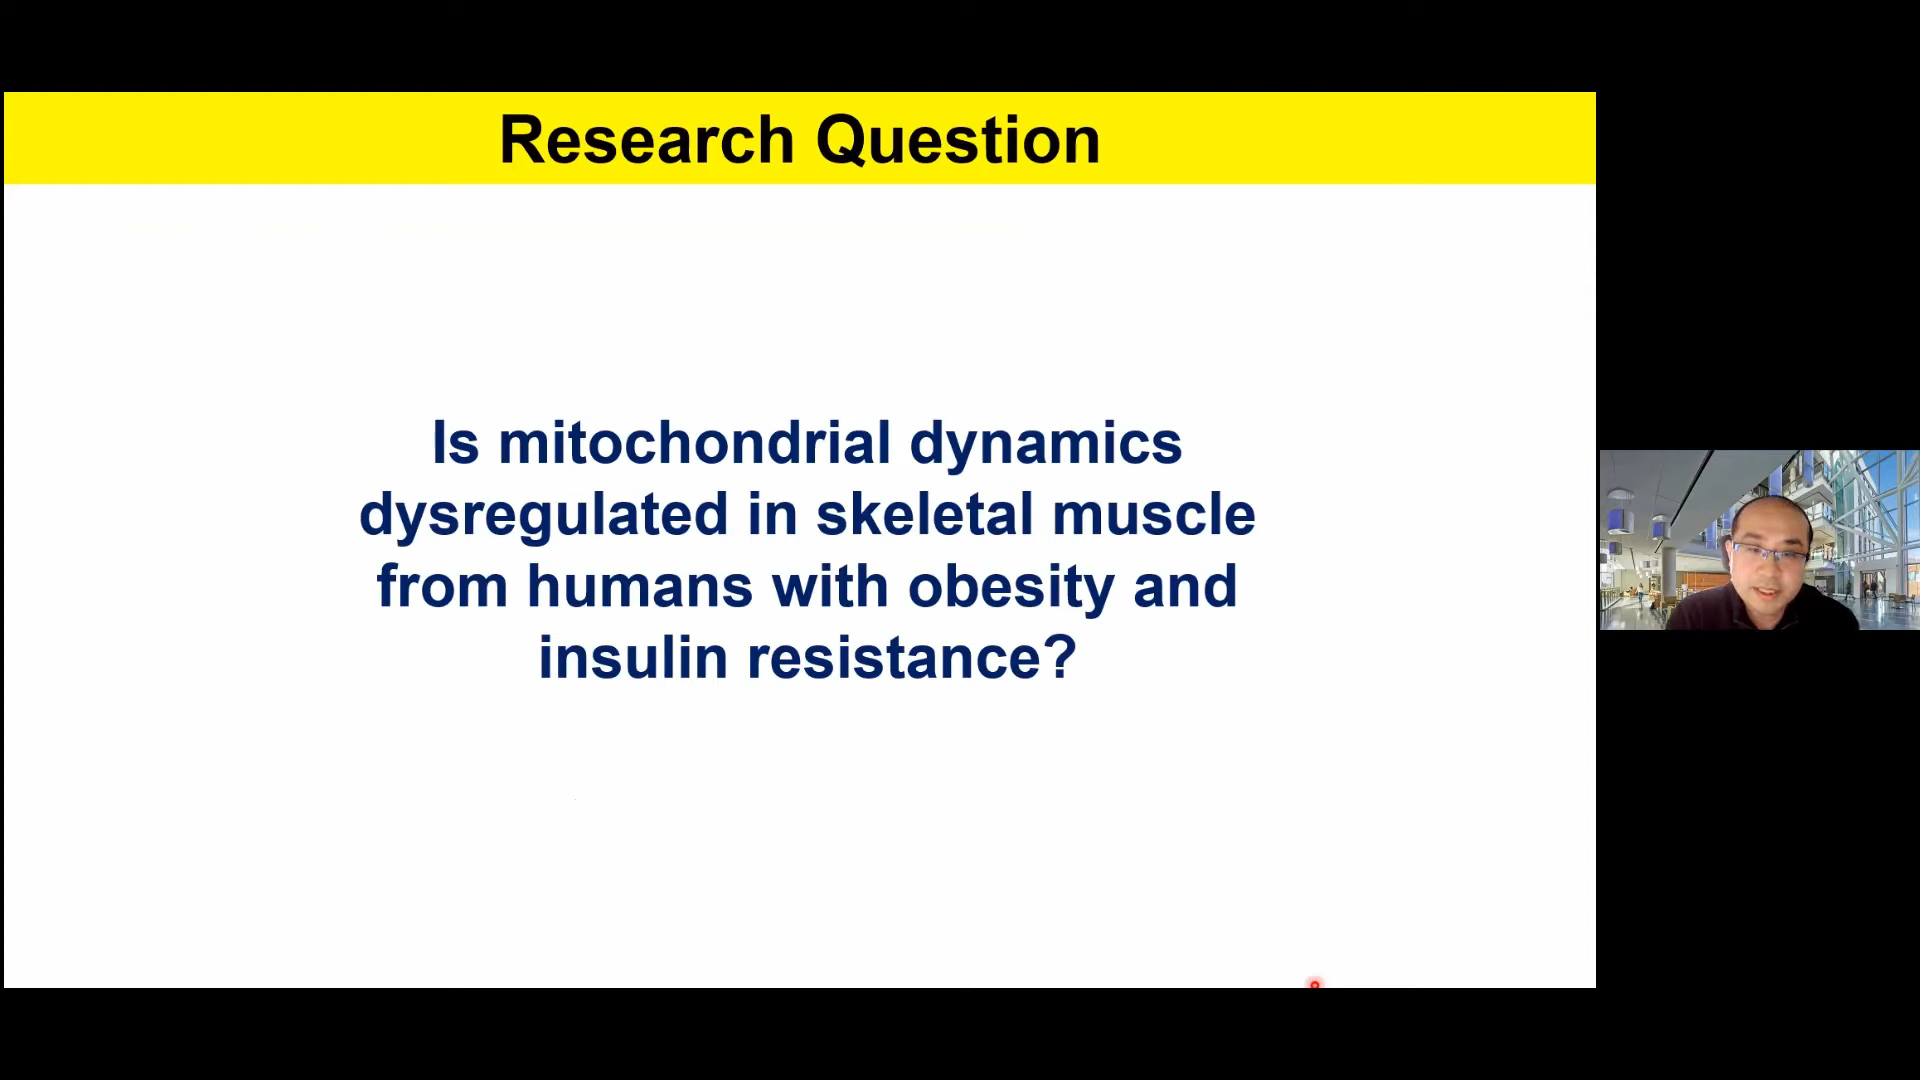 Research Question
Is mitochondrial dynamics
dysregulated in skeletal muscle
from humans with obesity and
insulin resistance?